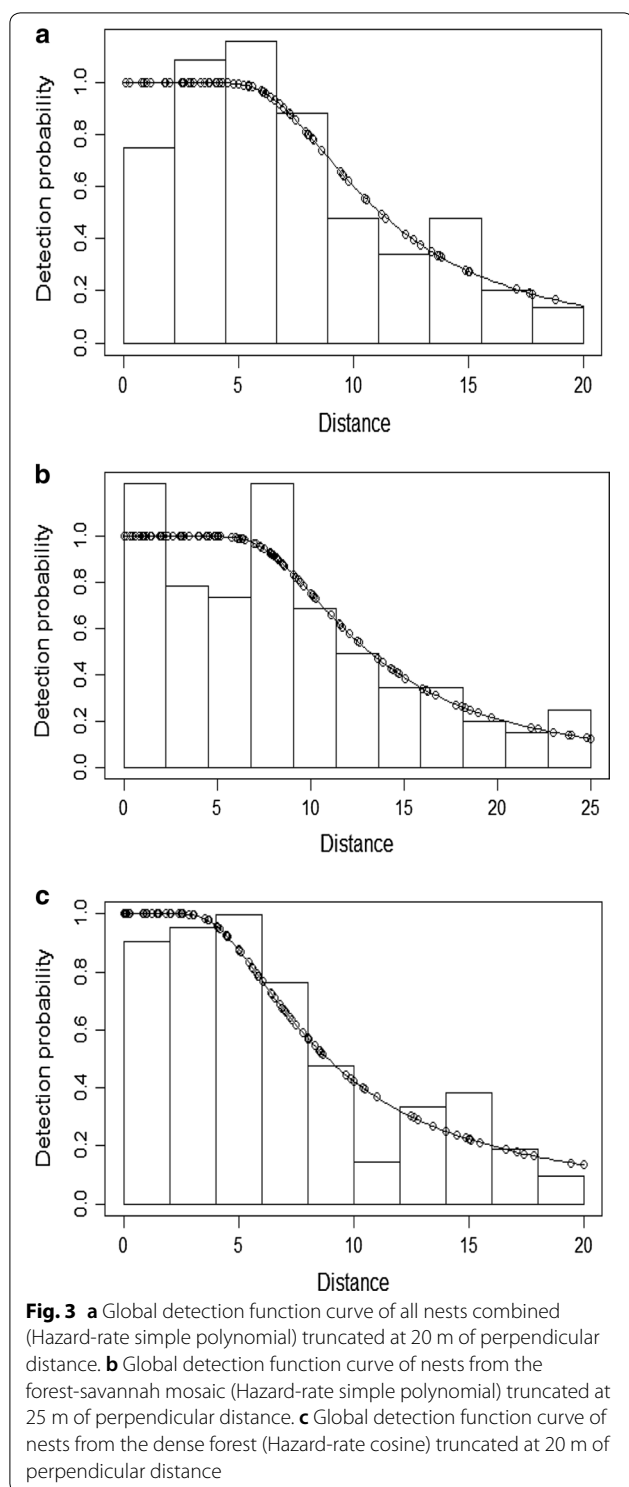 a
Detection probability
0.0 0.2 0.4 0.6 0.8 1.0
0 5 10 15 20
Distance
b
Detection probability
0.0 0.2 0.4 0.6 0.8 1.0
0 5 10 15 20 25
Distance
c
Detection probability
0.0 0.2 0.4 0.6 0.8 1.0
0 5 10 15 20
Distance
Fig. 3 a Global detection function curve of all nests combined
(Hazard-rate simple polynomial) truncated at 20 m of perpendicular
distance. b Global detection function curve of nests from the
forest-savannah mosaic (Hazard-rate simple polynomial) truncated at
25 m of perpendicular distance. c Global detection function curve of
nests from the dense forest (Hazard-rate cosine) truncated at 20 m of
perpendicular distance